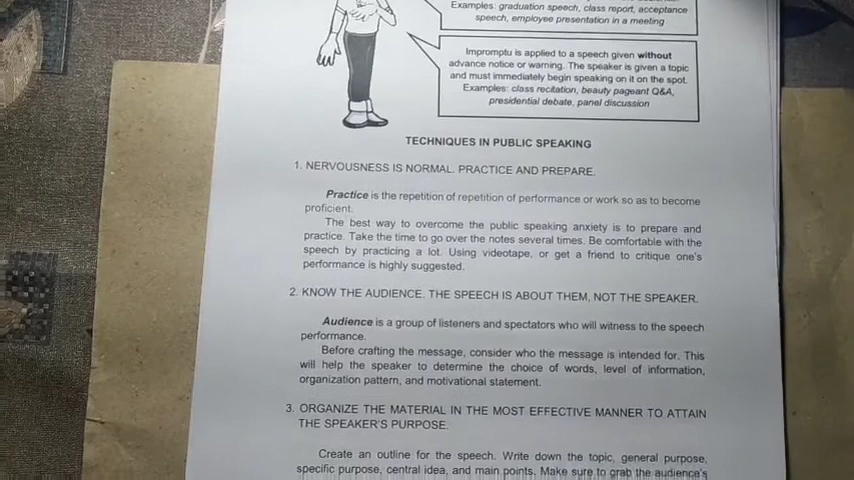 Examples: graduation speech, class report, acceptance
speech, employee presentation in a meeting
Impromptu is applied to a speech given without
advance notice or warning. The speaker is given a topic
and must immediately begin speaking on it on the spot.
Examples: class recitation, beauty pageant Q&A,
presidential debate, panel discussion
TECHNIQUES IN PUBLIC SPEAKING
1. NERVOUSNESS IS NORMAL. PRACTICE AND PREPARE.
Practice is the repetition of repetition of performance or work so as to become
proficient.
The best way to overcome the public speaking anxiety is to prepare and
practice. Take the time to go over the notes several times. Be comfortable with the
speech by practicing a lot. Using videotape, or get a friend to critique one's
performance is highly suggested.
2. KNOW THE AUDIENCE. THE SPEECH IS ABOUT THEM, NOT THE SPEAKER.
Audience is a group of listeners and spectators who will witness to the speech
performance.
Before crafting the message, consider who the message is intended for. This
will help the speaker to determine the choice of words, level of information,
organization pattern, and motivational statement.
3. ORGANIZE THE MATERIAL IN THE MOST EFFECTIVE MANNER TO ATTAIN
THE SPEAKER'S PURPOSE.
Create an outline for the speech. Write down the topic, general purpose,
specific purpose, central idea, and main points. Make sure to grab the audience's